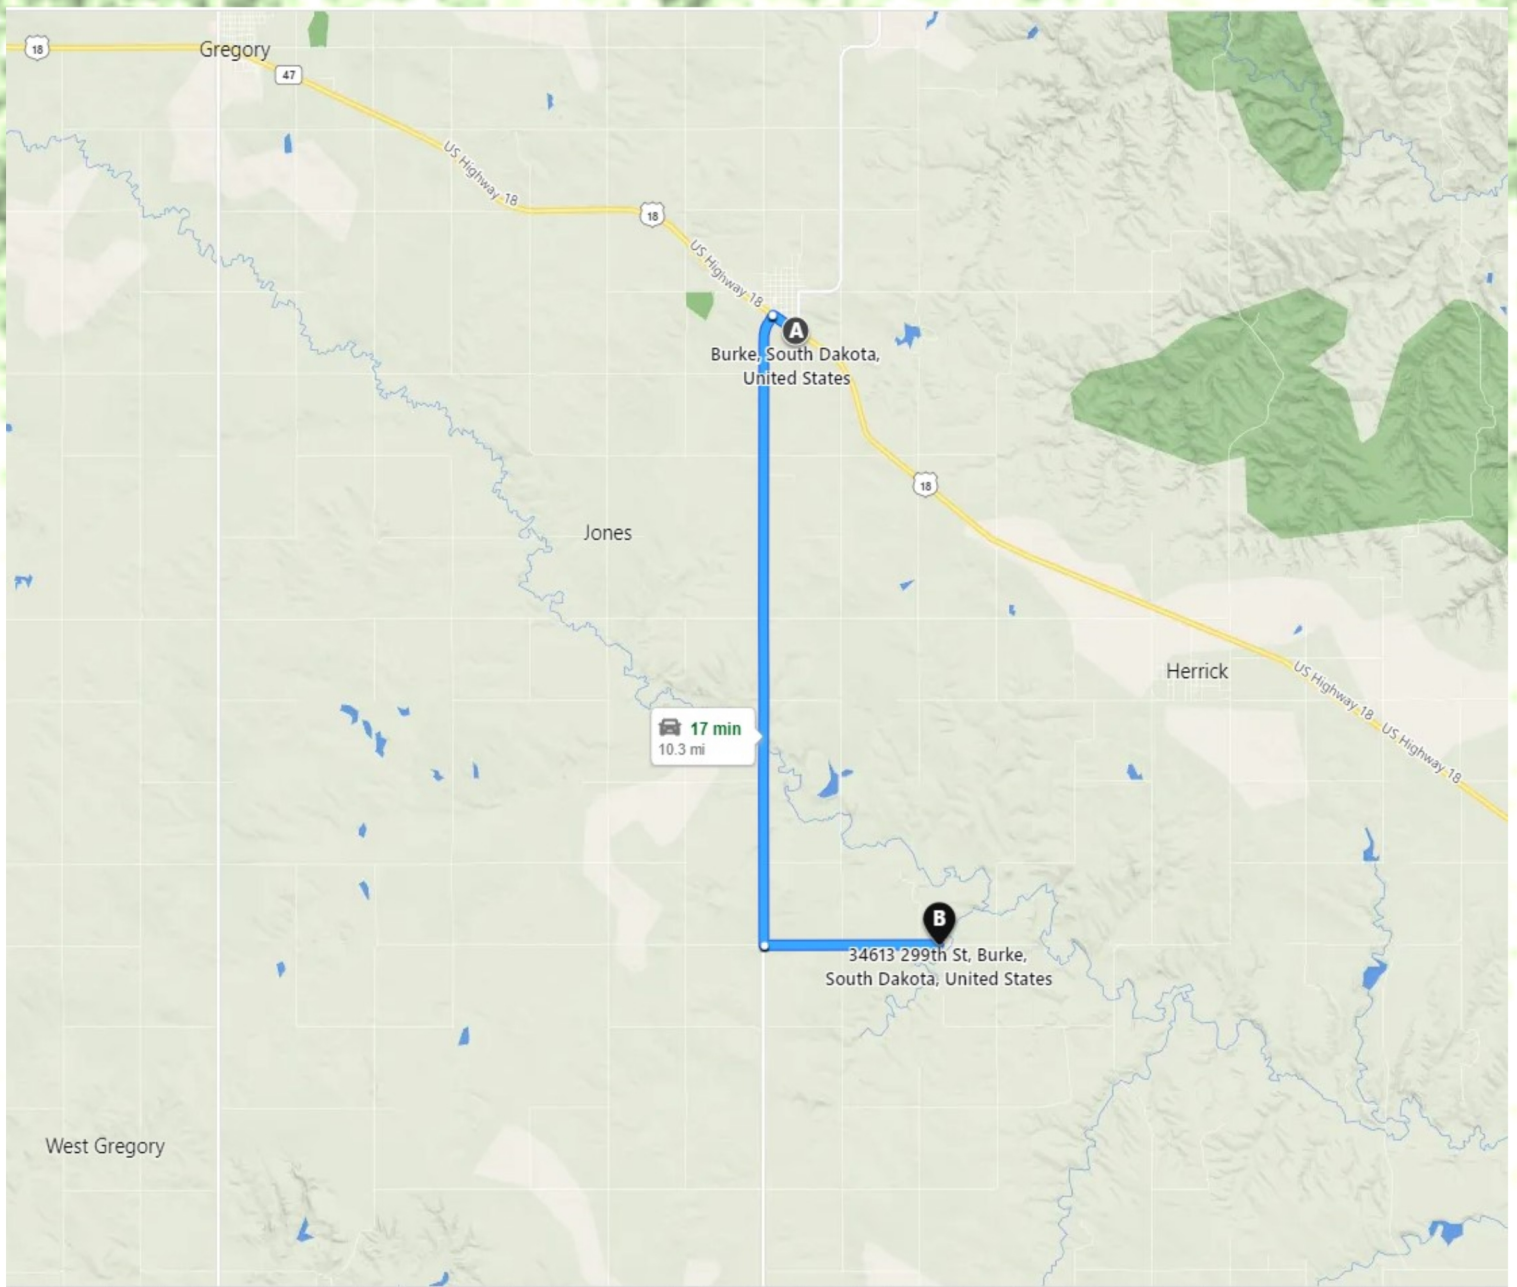 18
Gregory
47
US Highway 18
18
US Highway 18
A
Burke, South Dakota,
United States
18
Jones
Herrick
US Highway 18
US Highway 18
17 min
10.3 mi
B
34613 299th St, Burke,
South Dakota, United States
West Gregory